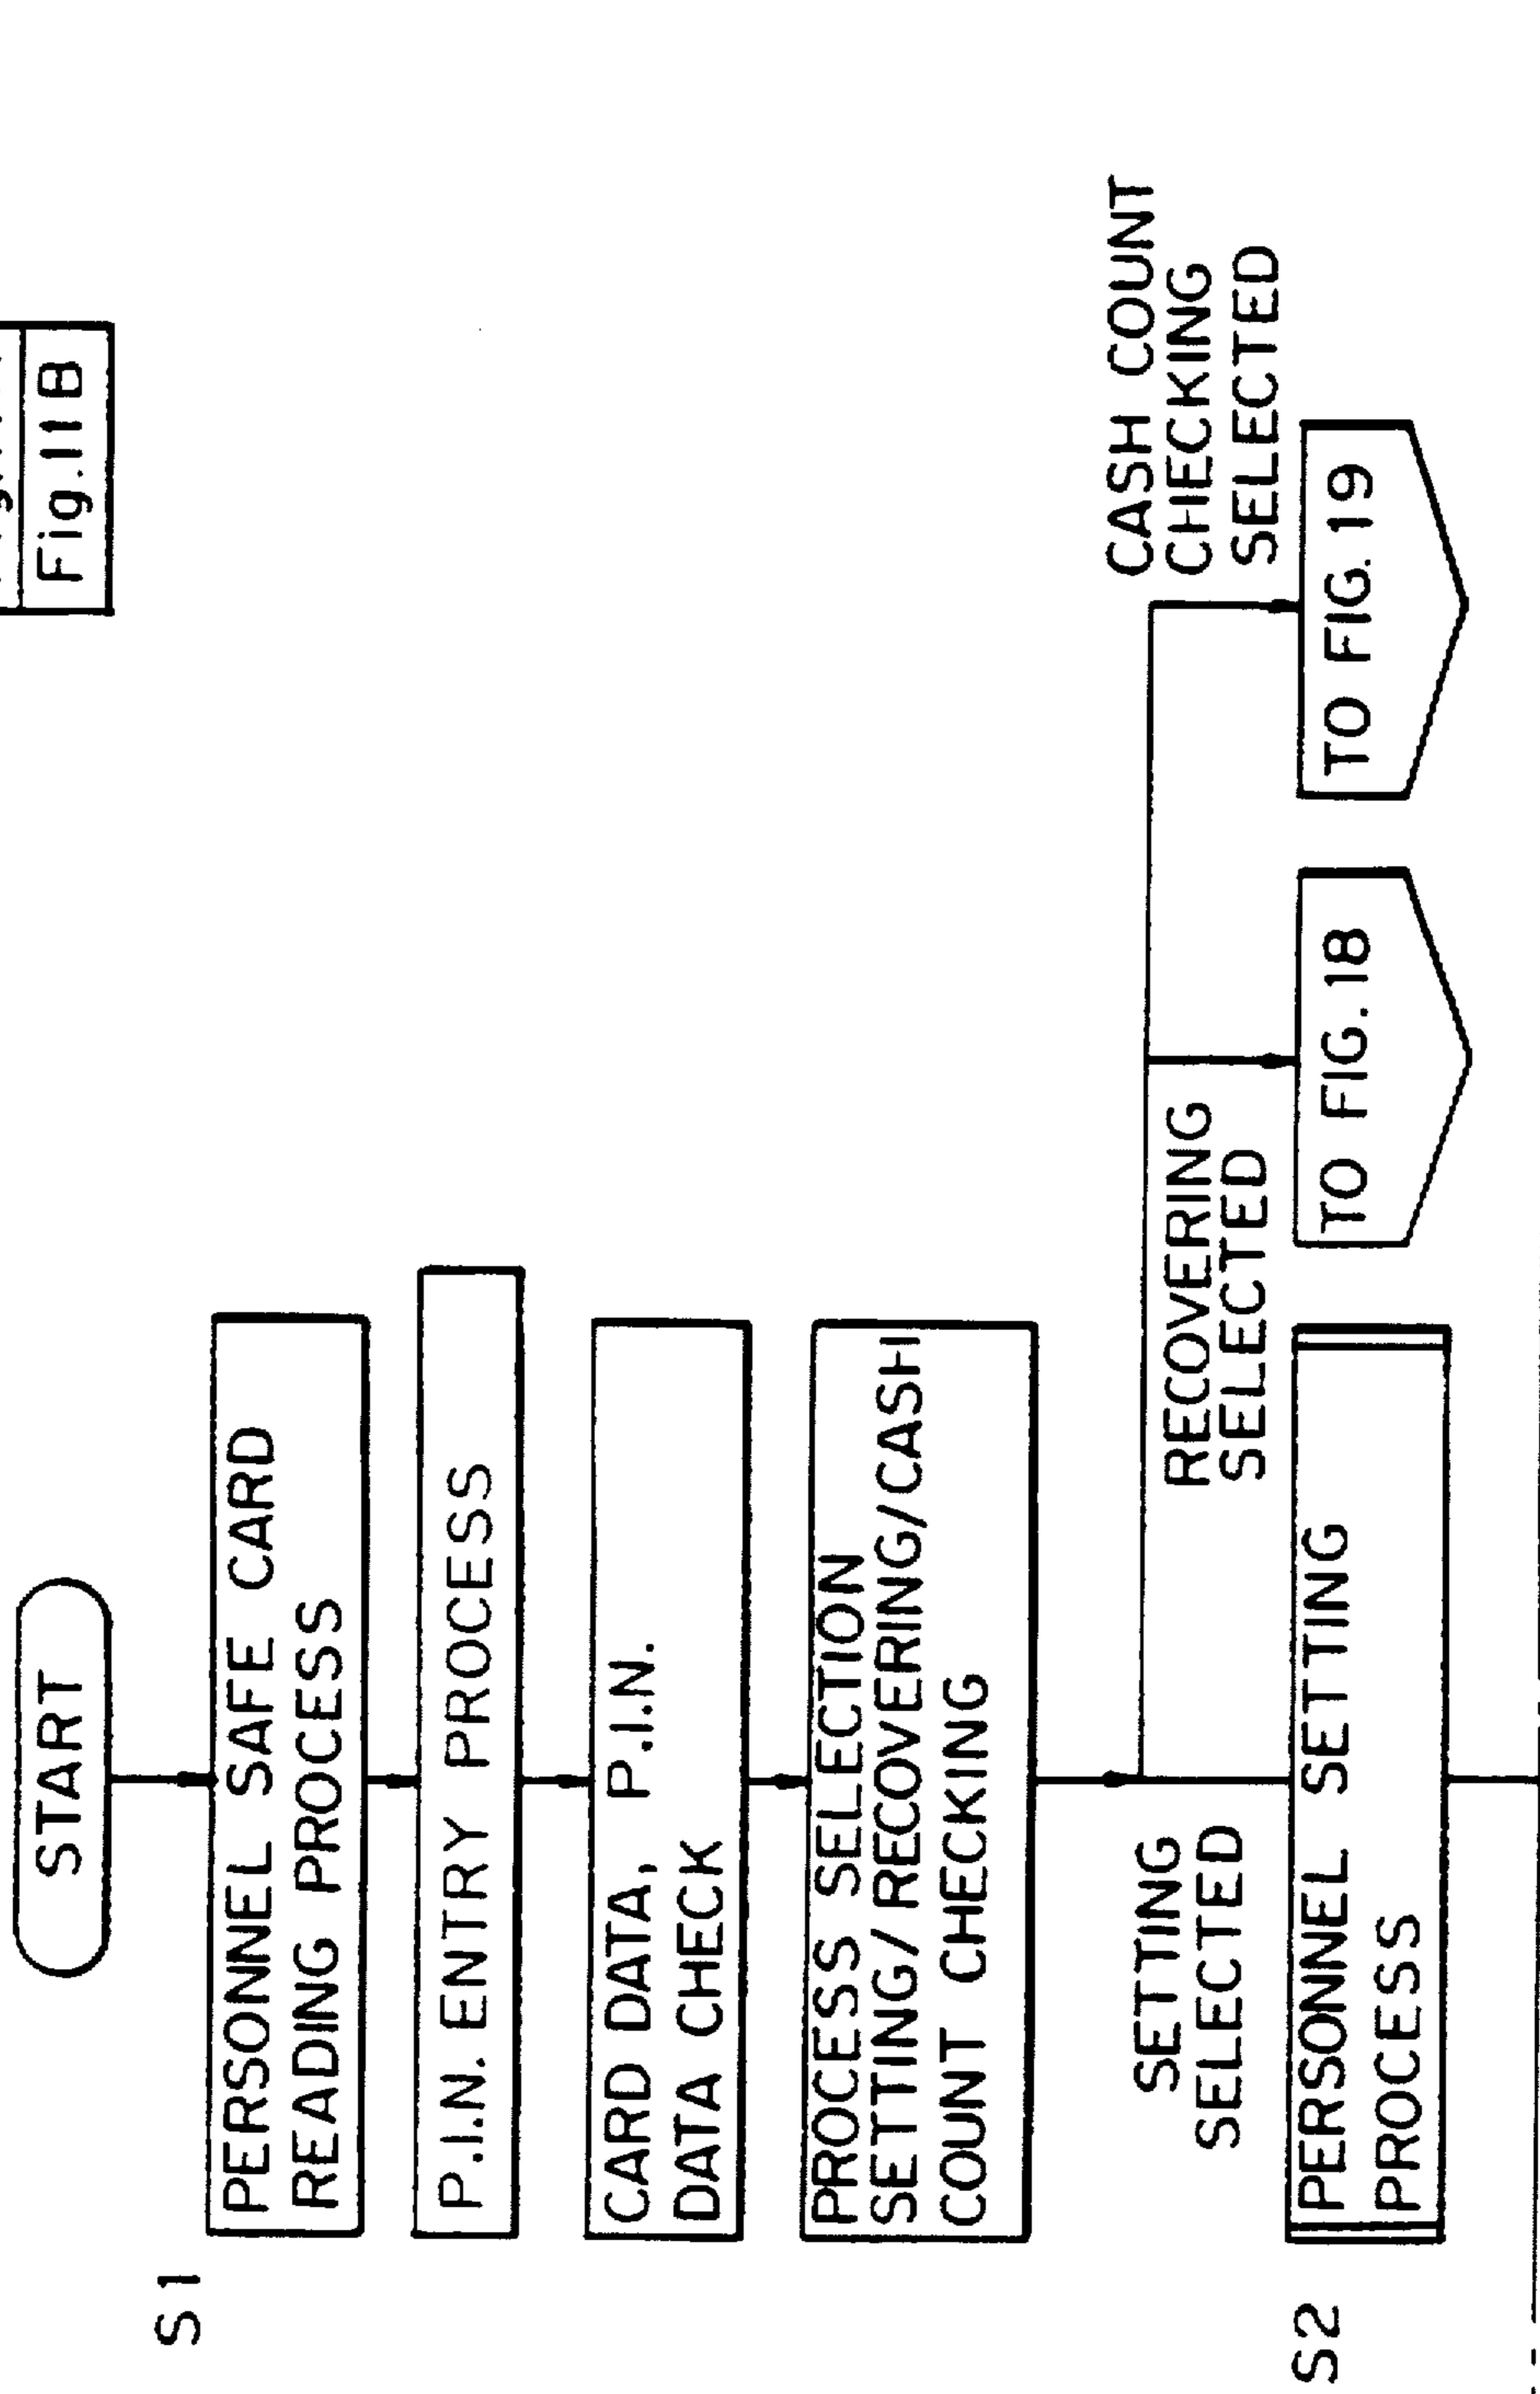 Fig.11B
START
S1
PERSONNEL SAFE CARD
READING PROCESS
P.I.N. ENTRY PROCESS
CARD DATA, P.I.N.
DATA CHECK
PROCESS SELECTION
SETTING/RECOVERING/CASH
COUNT CHECKING
SETTING
SELECTED
RECOVERING
SELECTED
CASH COUNT
CHECKING
SELECTED
S2
PERSONNEL SETTING
PROCESS
TO FIG.18
TO FIG.19